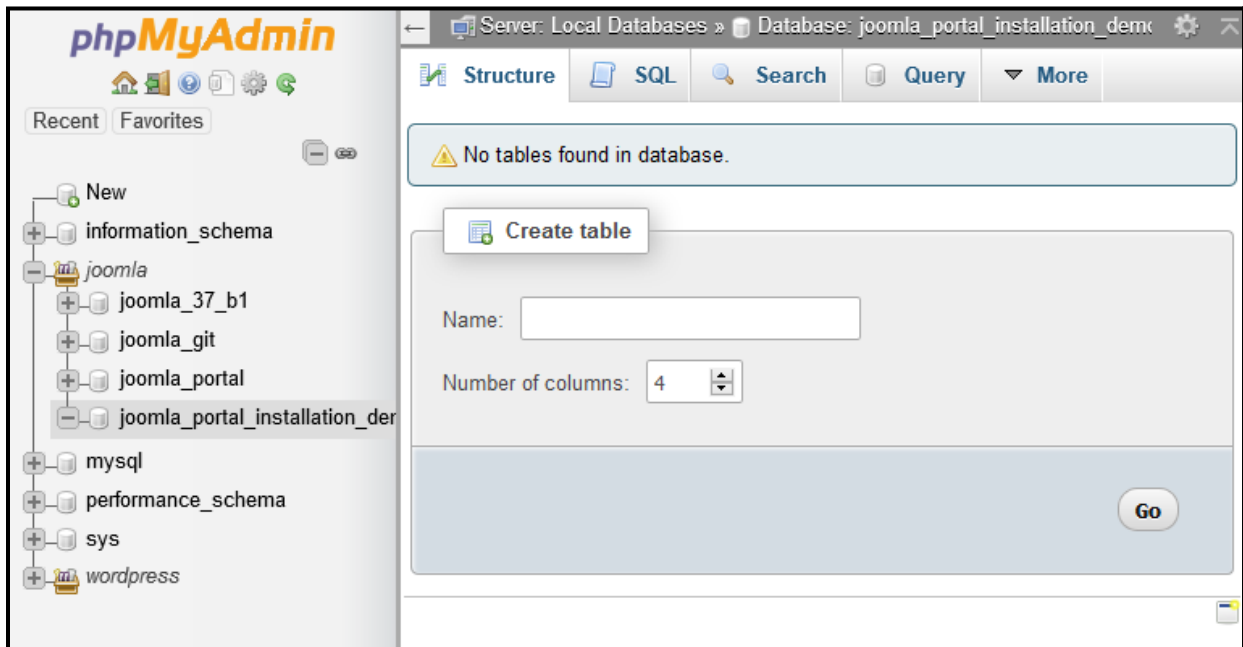 phpMyAdmin
Recent Favorites
New
information_schema
joomla
joomla_37_b1
joomla_git
joomla_portal
joomla_portal_installation_der
mysql
performance_schema
sys
wordpress
← Server: Local Databases » Database: joomla_portal_installation_demo
Structure SQL Search Query More
No tables found in database.
Create table
Name:
Number of columns: 4
Go